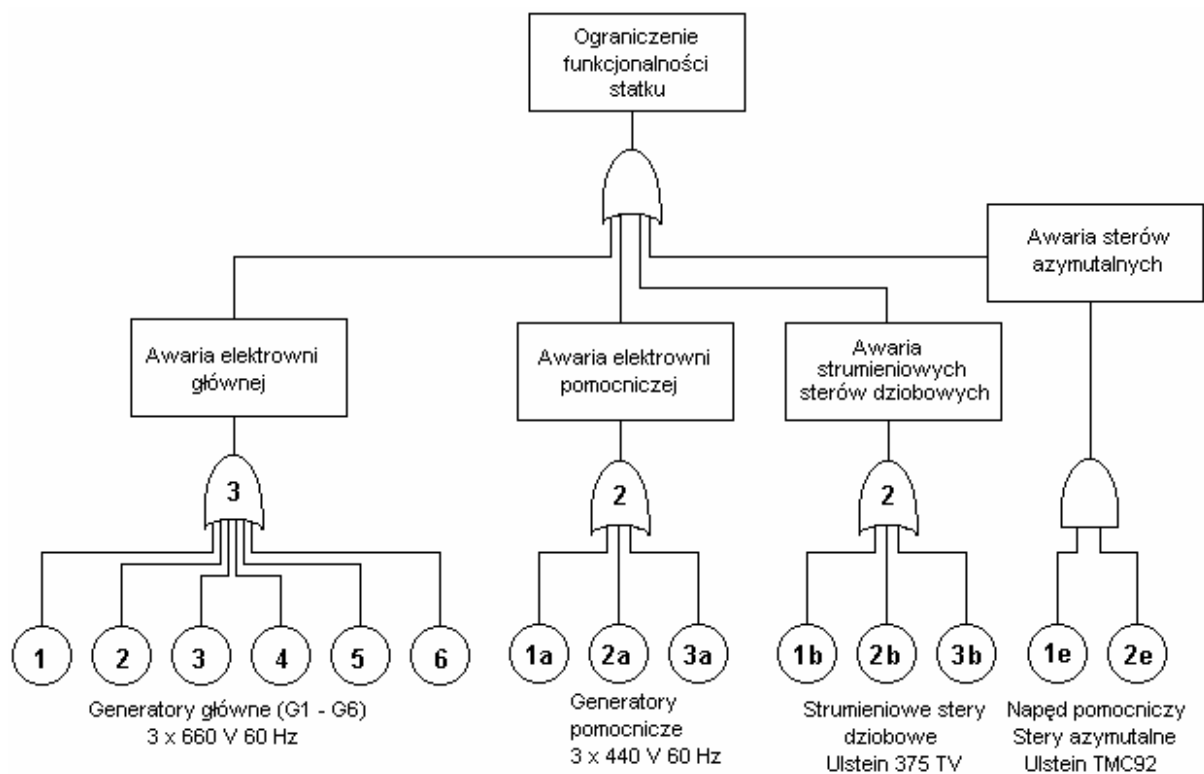 Ograniczenie
funkcjonalności
statku
Awaria sterów
azymutalnych
Awaria elektrowni
głównej
Awaria elektrowni
pomocniczej
Awaria
strumieniowych
sterów dziobowych
3
2
2
1
2
3
4
5
6
1a
2a
3a
1b
2b
3b
1e
2e
Generatory główne (G1 - G6)
3 x 660 V 60 Hz
Generatory
pomocnicze
3 x 440 V 60 Hz
Strumieniowe stery
dziobowe
Ulstein 375 TV
Napęd pomocniczy
Stery azymutalne
Ulstein TMC92